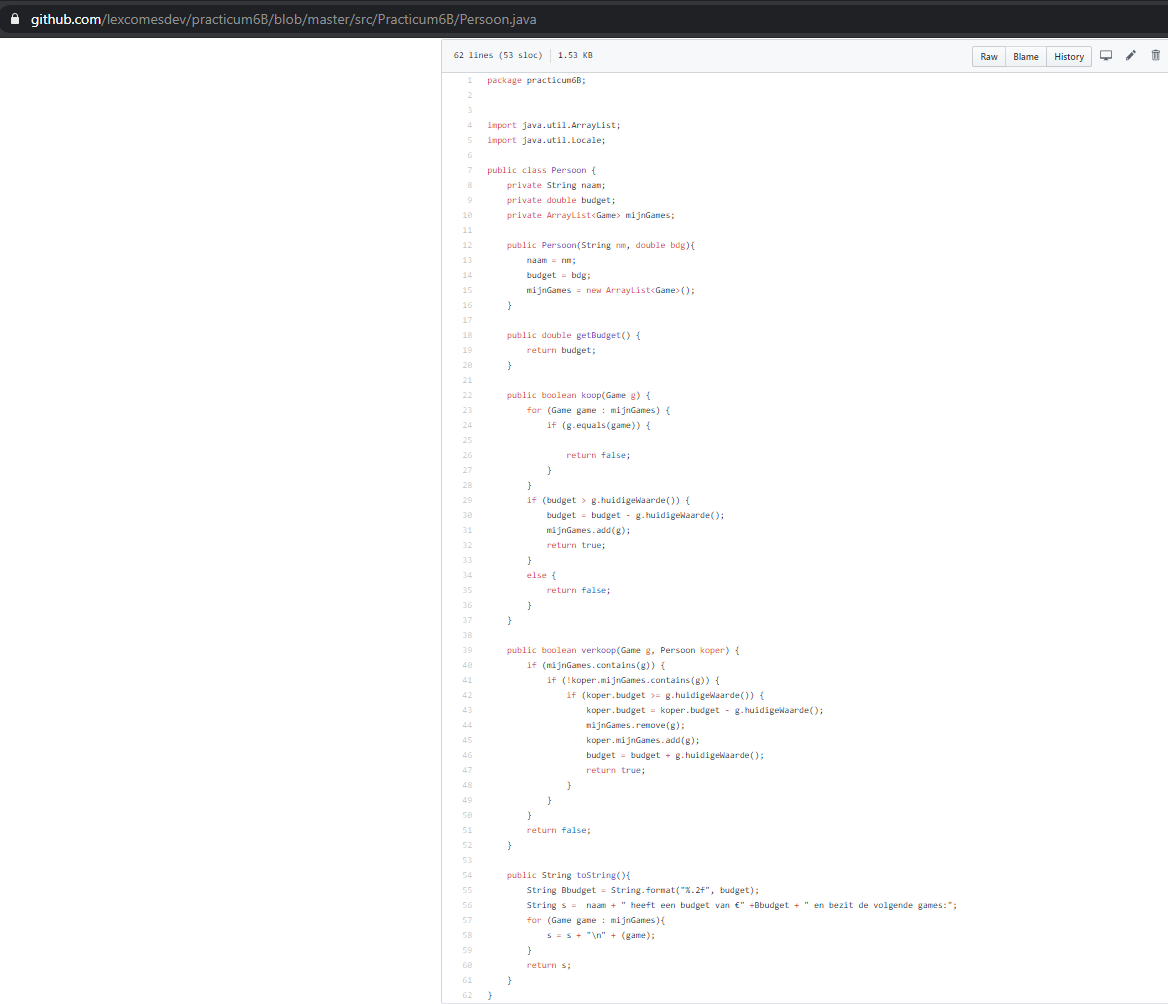 github.com/lexcomesdev/practicum6B/blob/master/src/Practicum6B/Persoon.java
62 lines (53 sloc) 1.53 KB Raw Blame History
1 package practicum6B;
2
3
4 import java.util.ArrayList;
5 import java.util.Locale;
6
7 public class Persoon {
8     private String naam;
9     private double budget;
10     private ArrayList<Game> mijnGames;
11
12     public Persoon(String nm, double bdg){
13         naam = nm;
14         budget = bdg;
15         mijnGames = new ArrayList<Game>();
16     }
17
18     public double getBudget() {
19         return budget;
20     }
21
22     public boolean koop(Game g) {
23         for (Game game : mijnGames) {
24             if (g.equals(game)) {
25
26                 return false;
27             }
28         }
29         if (budget > g.huidigeWaarde()) {
30             budget = budget - g.huidigeWaarde();
31             mijnGames.add(g);
32             return true;
33         }
34         else {
35             return false;
36         }
37     }
38
39     public boolean verkoop(Game g, Persoon koper) {
40         if (mijnGames.contains(g)) {
41             if (!koper.mijnGames.contains(g)) {
42                 if (koper.budget >= g.huidigeWaarde()) {
43                     koper.budget = koper.budget - g.huidigeWaarde();
44                     mijnGames.remove(g);
45                     koper.mijnGames.add(g);
46                     budget = budget + g.huidigeWaarde();
47                     return true;
48                 }
49             }
50         }
51         return false;
52     }
53
54     public String toString(){
55         String Bbudget = String.format("%.2f", budget);
56         String s =  naam + " heeft een budget van €" +Bbudget + " en bezit de volgende games:";
57         for (Game game : mijnGames){
58             s = s + "\n" + (game);
59         }
60         return s;
61     }
62 }